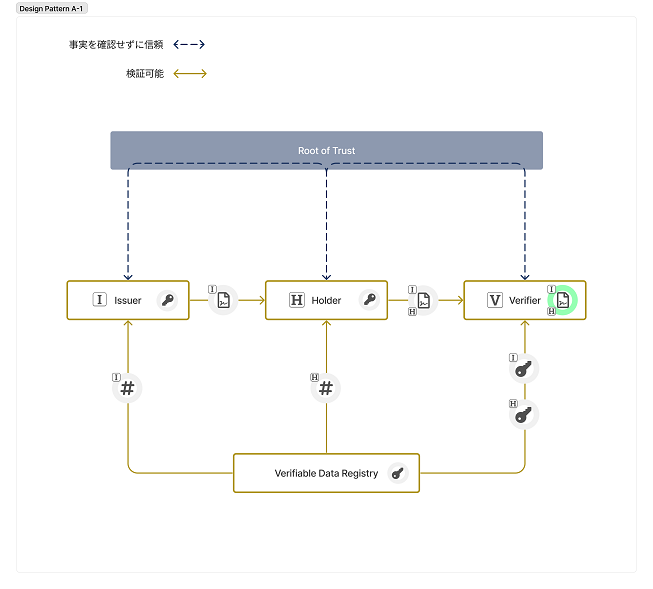 Design Pattern A-1
事実を確認せずに信頼
検証可能
Root of Trust
I Issuer
I
H Holder
I
H
V Verifier
I
H
I
#
H
#
I
H
Verifiable Data Registry